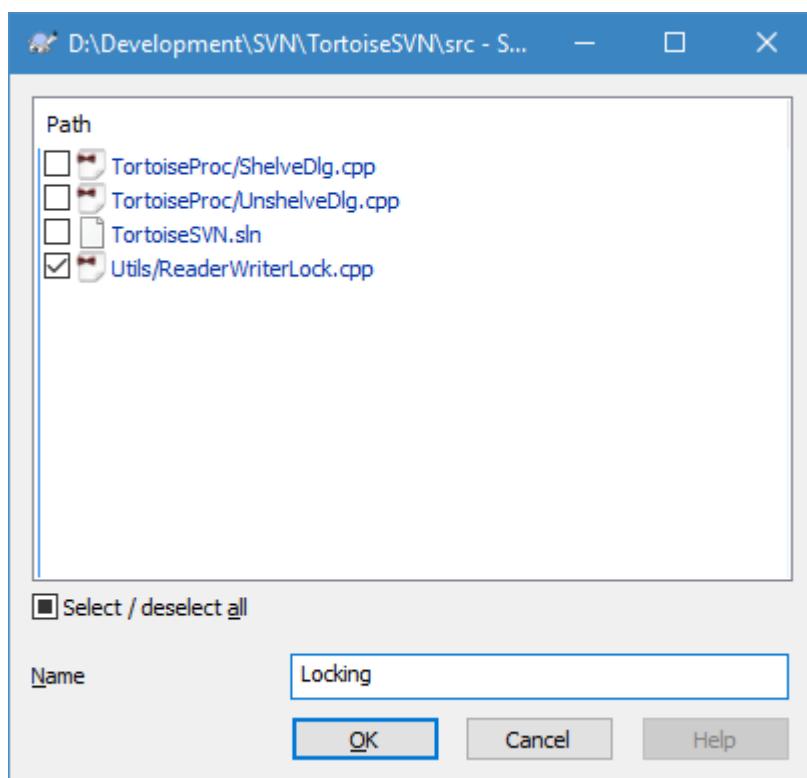 D:\Development\SVN\TortoiseSVN\src - S...
Path
TortoiseProc/ShelveDlg.cpp
TortoiseProc/UnshelveDlg.cpp
TortoiseSVN.sln
Utils/ReaderWriterLock.cpp
Select / deselect all
Name Locking
OK Cancel Help